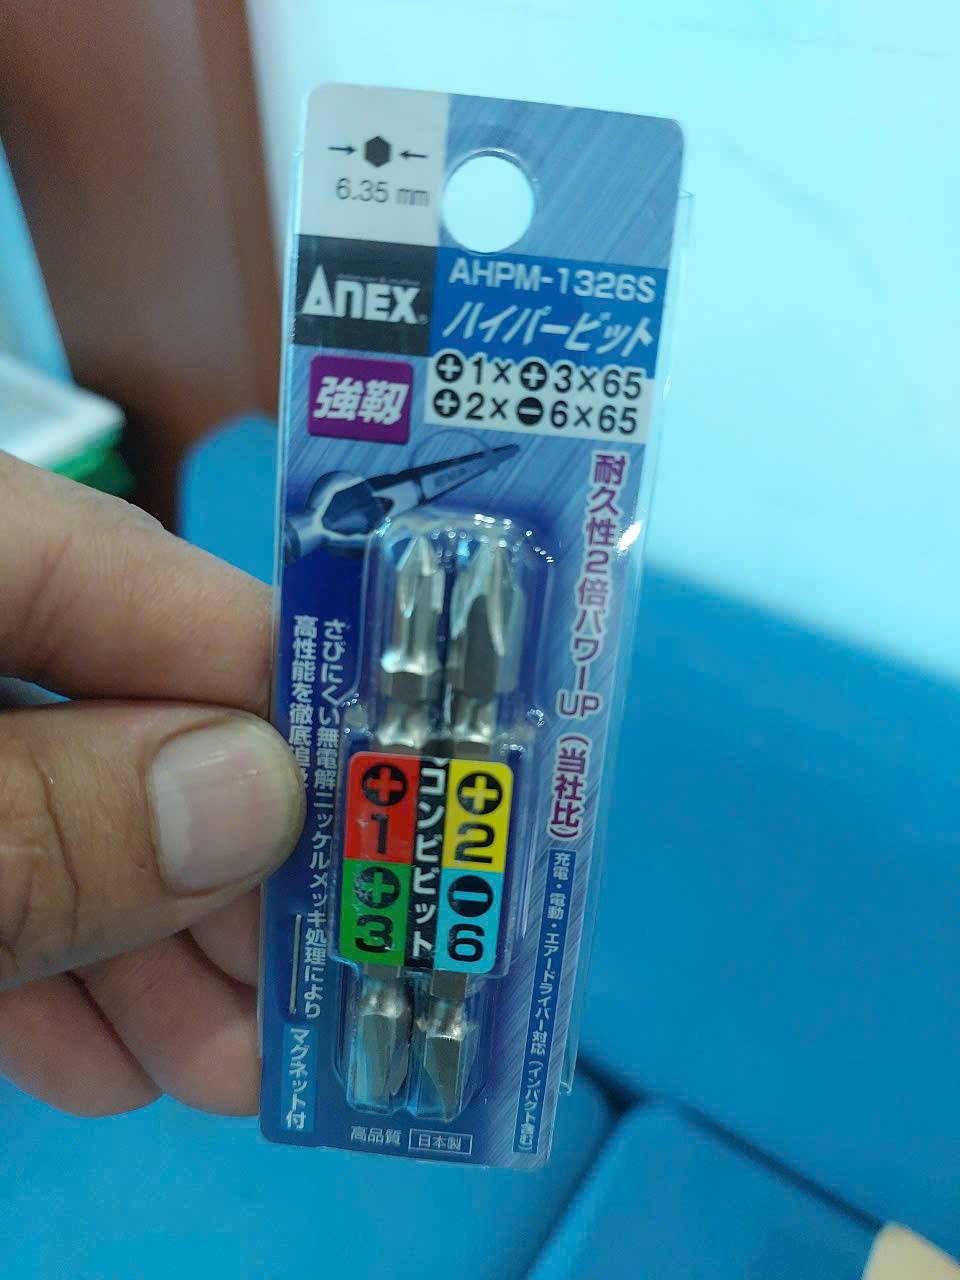 6.35 mm
ANEX®
AHPM-1326S
ハイパービット
強靱
⊕1×⊕3×65
⊕2×⊖6×65
耐久性2倍パワーUP（当社比）
さびにくい無電解ニッケルメッキ処理により
高性能を徹底追及
コンビビット
⊕1
⊕3
⊕2
⊖6
充電・電動・エアードライバー対応（インパクト含む）
マグネット付
高品質 日本製